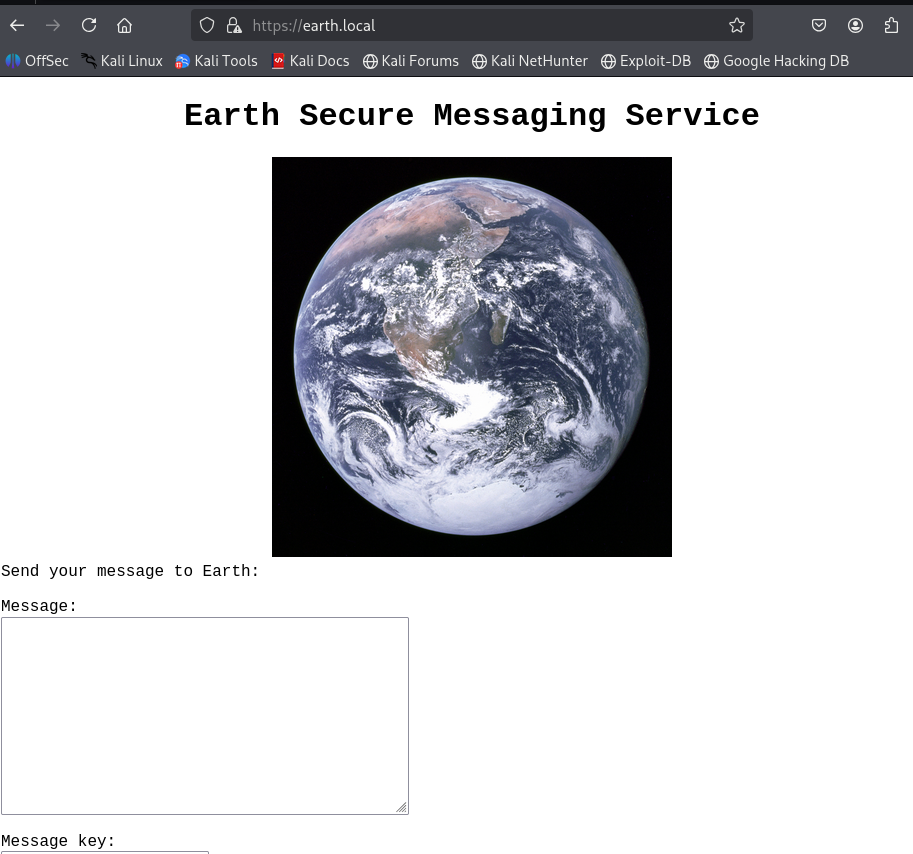 https://earth.local
OffSec Kali Linux Kali Tools Kali Docs Kali Forums Kali NetHunter Exploit-DB Google Hacking DB
Earth Secure Messaging Service
Send your message to Earth:
Message:
Message key: